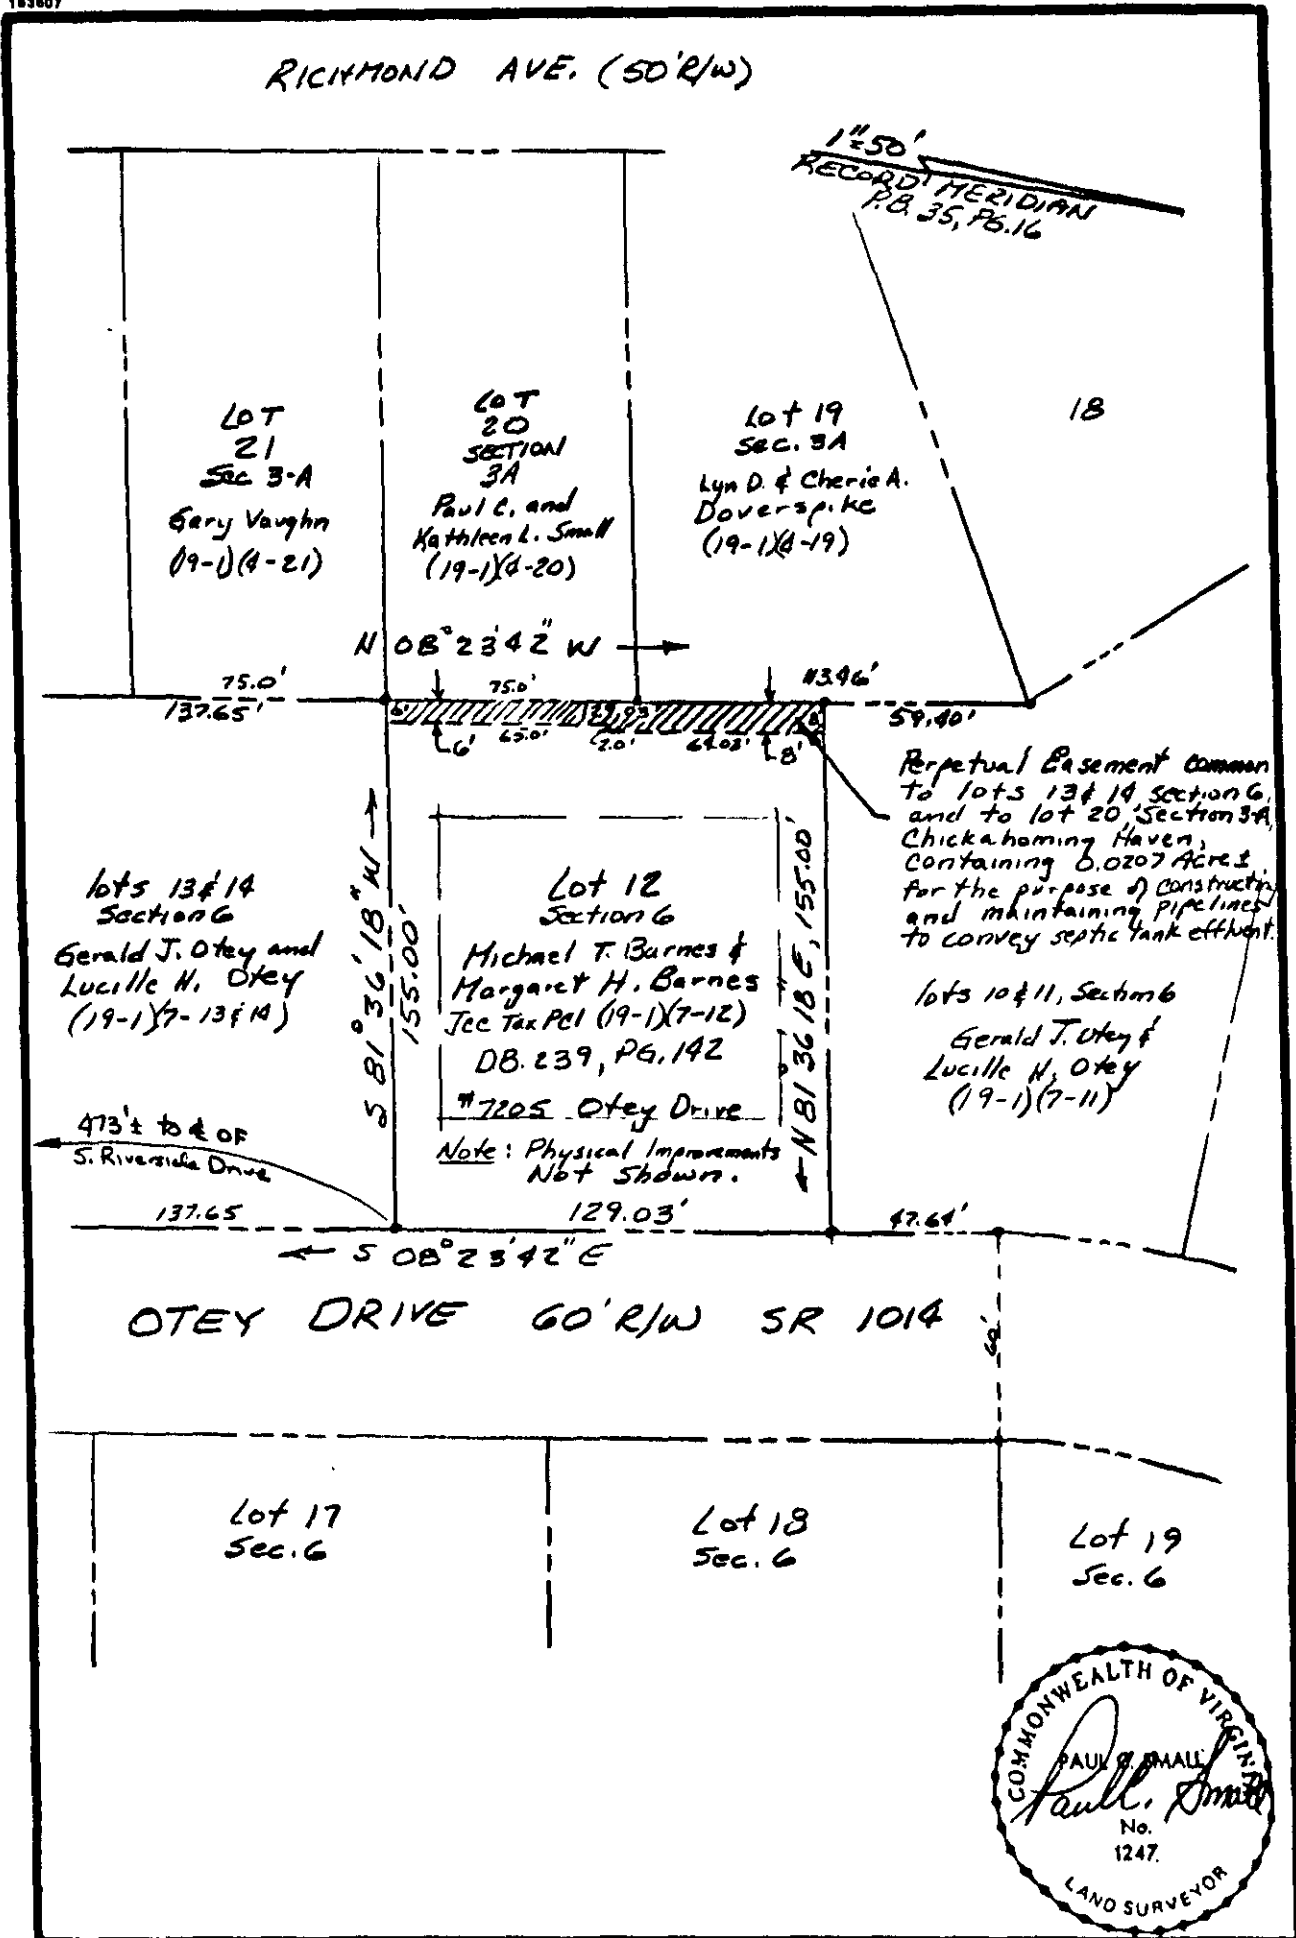 163607
RICHMOND AVE. (50' R/W)
1"=50'
RECORD MERIDIAN
P.B. 35, PG. 16
LOT
21
Sec 3-A
Gary Vaughn
(19-1)(4-21)
LOT
20
SECTION
3A
Paul C. and
Kathleen L. Small
(19-1)(4-20)
Lot 19
Sec. 3A
Lyn D. & Cherie A.
Doverspike
(19-1)(4-19)
18
N 08° 23' 42" W
75.0'
75.0'
113.46'
137.65'
59.40'
6'
65.0'
2.0'
64.03'
8'
Perpetual Easement common
to lots 13 & 14 section 6,
and to lot 20, Section 3-A,
Chickahominy Haven,
Containing 0.0207 Acre±
for the purpose of constructing
and maintaining pipelines
to convey septic tank effluent.
lots 13 & 14
Section 6
Gerald J. Otey and
Lucille H. Otey
(19-1)(7-13 & 14)
S 81° 36' 18" W
155.00'
Lot 12
Section 6
Michael T. Barnes &
Margaret H. Barnes
JCC Tax Pcl (19-1)(7-12)
DB. 239, PG. 142
#7205 Otey Drive
Note: Physical Improvements
Not Shown.
N 81° 36' 18" E, 155.00'
lots 10 & 11, Section 6
Gerald J. Otey &
Lucille H. Otey
(19-1)(7-11)
473'± to ℄ OF
S. Riverside Drive
137.65
129.03'
47.64'
S 08° 23' 42" E
OTEY DRIVE 60' R/W SR 1014
60'
Lot 17
Sec. 6
Lot 18
Sec. 6
Lot 19
Sec. 6
COMMONWEALTH OF VIRGINIA
PAUL C. SMALL
Paul C. Small
No.
1247.
LAND SURVEYOR